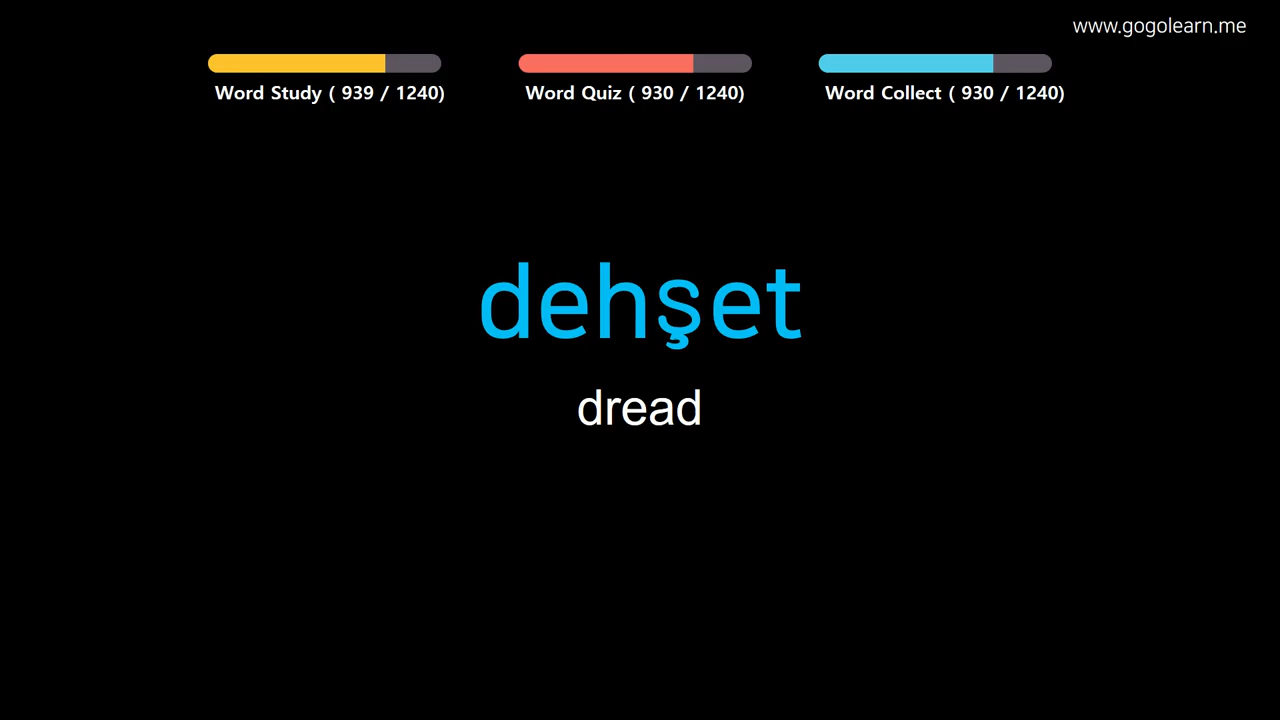 www.gogolearn.me
Word Study ( 939 / 1240)
Word Quiz ( 930 / 1240)
Word Collect ( 930 / 1240)
dehşet
dread